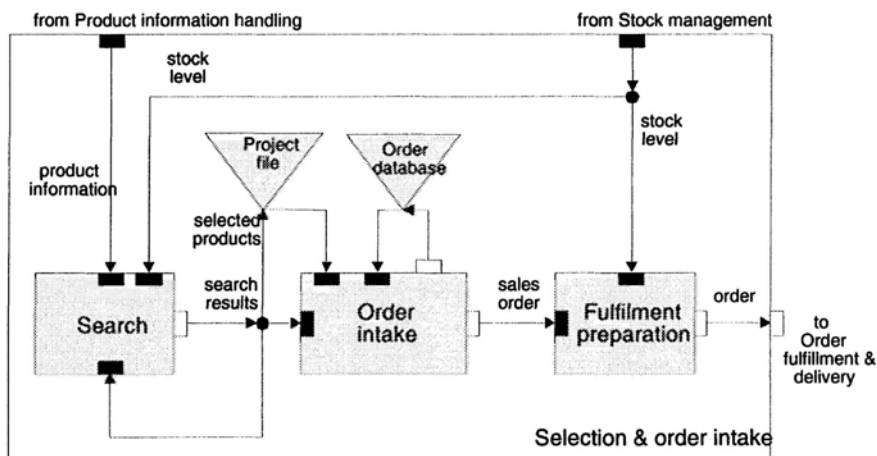 from Product information handling
from Stock management
stock
level
Project
file
Order
database
stock
level
product
information
selected
products
search
results
sales
order
Search
Order
intake
Fulfilment
preparation
order
to
Order
fulfillment &
delivery
Selection & order intake